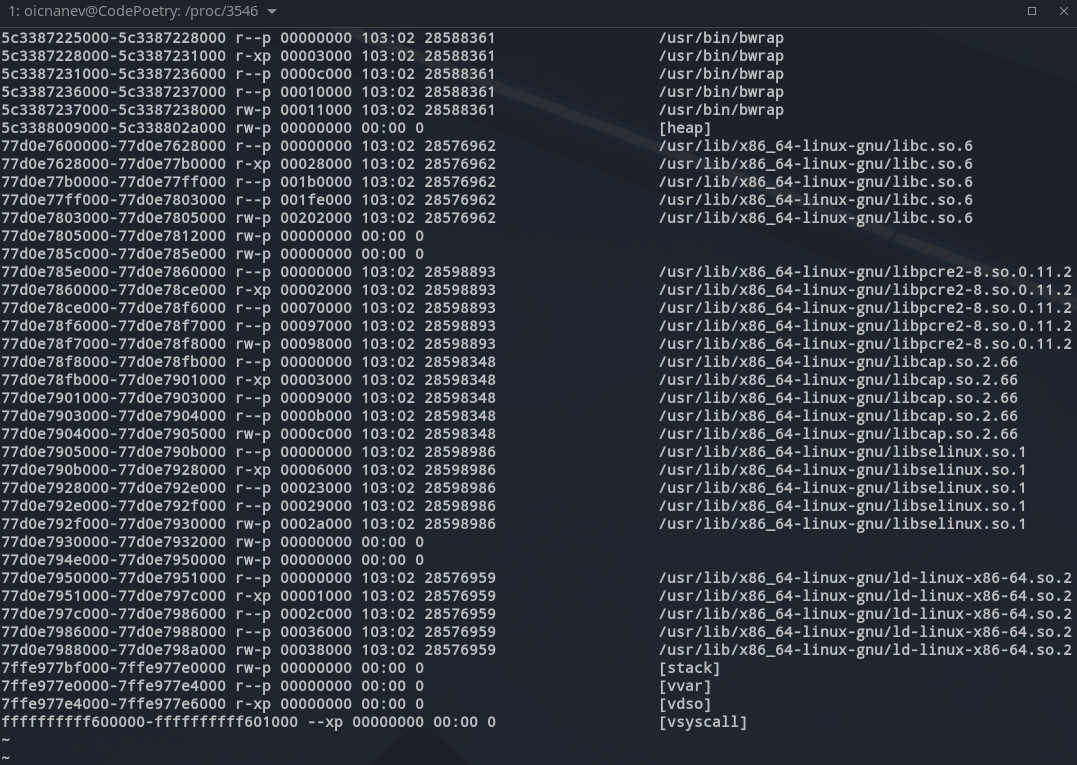 1: oicnanev@CodePoetry: /proc/3546
5c3387225000-5c3387228000 r--p 00000000 103:02 28588361 /usr/bin/bwrap
5c3387228000-5c3387231000 r-xp 00003000 103:02 28588361 /usr/bin/bwrap
5c3387231000-5c3387236000 r--p 0000c000 103:02 28588361 /usr/bin/bwrap
5c3387236000-5c3387237000 r--p 00010000 103:02 28588361 /usr/bin/bwrap
5c3387237000-5c3387238000 rw-p 00011000 103:02 28588361 /usr/bin/bwrap
5c3388009000-5c338802a000 rw-p 00000000 00:00 0 [heap]
77d0e7600000-77d0e7628000 r--p 00000000 103:02 28576962 /usr/lib/x86_64-linux-gnu/libc.so.6
77d0e7628000-77d0e77b0000 r-xp 00028000 103:02 28576962 /usr/lib/x86_64-linux-gnu/libc.so.6
77d0e77b0000-77d0e77ff000 r--p 001b0000 103:02 28576962 /usr/lib/x86_64-linux-gnu/libc.so.6
77d0e77ff000-77d0e7803000 r--p 001fe000 103:02 28576962 /usr/lib/x86_64-linux-gnu/libc.so.6
77d0e7803000-77d0e7805000 rw-p 00202000 103:02 28576962 /usr/lib/x86_64-linux-gnu/libc.so.6
77d0e7805000-77d0e7812000 rw-p 00000000 00:00 0
77d0e785c000-77d0e785e000 rw-p 00000000 00:00 0
77d0e785e000-77d0e7860000 r--p 00000000 103:02 28598893 /usr/lib/x86_64-linux-gnu/libpcre2-8.so.0.11.2
77d0e7860000-77d0e78ce000 r-xp 00002000 103:02 28598893 /usr/lib/x86_64-linux-gnu/libpcre2-8.so.0.11.2
77d0e78ce000-77d0e78f6000 r--p 00070000 103:02 28598893 /usr/lib/x86_64-linux-gnu/libpcre2-8.so.0.11.2
77d0e78f6000-77d0e78f7000 r--p 00097000 103:02 28598893 /usr/lib/x86_64-linux-gnu/libpcre2-8.so.0.11.2
77d0e78f7000-77d0e78f8000 rw-p 00098000 103:02 28598893 /usr/lib/x86_64-linux-gnu/libpcre2-8.so.0.11.2
77d0e78f8000-77d0e78fb000 r--p 00000000 103:02 28598348 /usr/lib/x86_64-linux-gnu/libcap.so.2.66
77d0e78fb000-77d0e7901000 r-xp 00003000 103:02 28598348 /usr/lib/x86_64-linux-gnu/libcap.so.2.66
77d0e7901000-77d0e7903000 r--p 00009000 103:02 28598348 /usr/lib/x86_64-linux-gnu/libcap.so.2.66
77d0e7903000-77d0e7904000 r--p 0000b000 103:02 28598348 /usr/lib/x86_64-linux-gnu/libcap.so.2.66
77d0e7904000-77d0e7905000 rw-p 0000c000 103:02 28598348 /usr/lib/x86_64-linux-gnu/libcap.so.2.66
77d0e7905000-77d0e790b000 r--p 00000000 103:02 28598986 /usr/lib/x86_64-linux-gnu/libselinux.so.1
77d0e790b000-77d0e7928000 r-xp 00006000 103:02 28598986 /usr/lib/x86_64-linux-gnu/libselinux.so.1
77d0e7928000-77d0e792e000 r--p 00023000 103:02 28598986 /usr/lib/x86_64-linux-gnu/libselinux.so.1
77d0e792e000-77d0e792f000 r--p 00029000 103:02 28598986 /usr/lib/x86_64-linux-gnu/libselinux.so.1
77d0e792f000-77d0e7930000 rw-p 0002a000 103:02 28598986 /usr/lib/x86_64-linux-gnu/libselinux.so.1
77d0e7930000-77d0e7932000 rw-p 00000000 00:00 0
77d0e794e000-77d0e7950000 rw-p 00000000 00:00 0
77d0e7950000-77d0e7951000 r--p 00000000 103:02 28576959 /usr/lib/x86_64-linux-gnu/ld-linux-x86-64.so.2
77d0e7951000-77d0e797c000 r-xp 00001000 103:02 28576959 /usr/lib/x86_64-linux-gnu/ld-linux-x86-64.so.2
77d0e797c000-77d0e7986000 r--p 0002c000 103:02 28576959 /usr/lib/x86_64-linux-gnu/ld-linux-x86-64.so.2
77d0e7986000-77d0e7988000 r--p 00036000 103:02 28576959 /usr/lib/x86_64-linux-gnu/ld-linux-x86-64.so.2
77d0e7988000-77d0e798a000 rw-p 00038000 103:02 28576959 /usr/lib/x86_64-linux-gnu/ld-linux-x86-64.so.2
7ffe977bf000-7ffe977e0000 rw-p 00000000 00:00 0 [stack]
7ffe977e0000-7ffe977e4000 r--p 00000000 00:00 0 [vvar]
7ffe977e4000-7ffe977e6000 r-xp 00000000 00:00 0 [vdso]
ffffffffff600000-ffffffffff601000 --xp 00000000 00:00 0 [vsyscall]
~
~